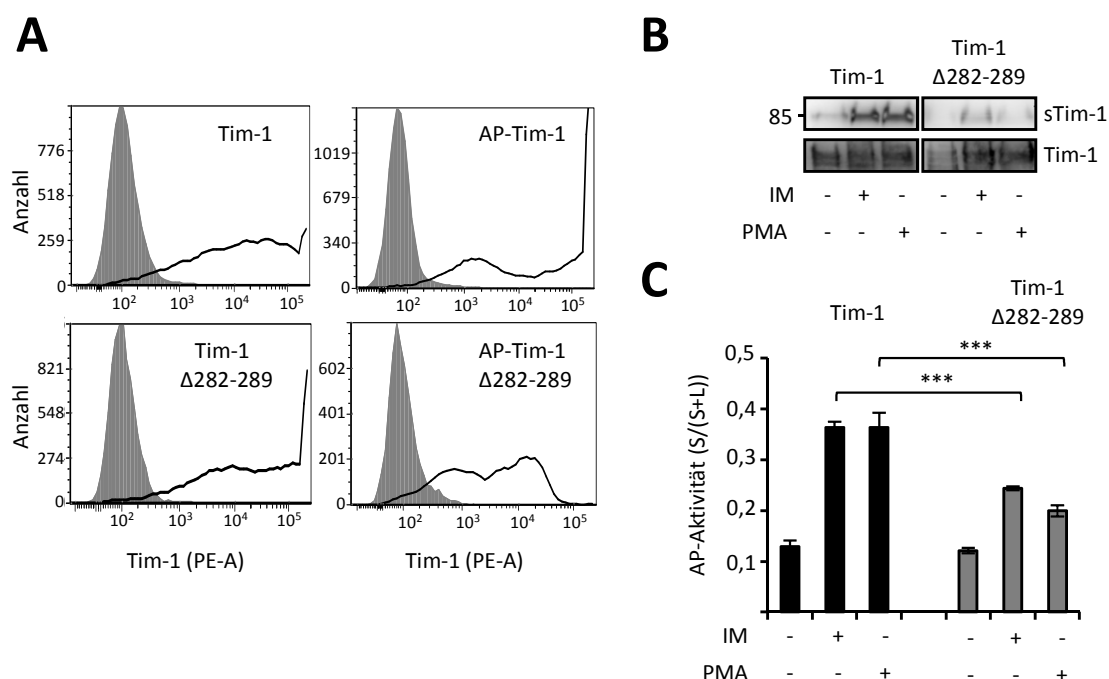 A
Anzahl
776
518
259
0
Tim-1
10² 10³ 10⁴ 10⁵
1019
679
340
0
AP-Tim-1
10² 10³ 10⁴ 10⁵
Anzahl
821
548
274
0
Tim-1
Δ282-289
10² 10³ 10⁴ 10⁵
Tim-1 (PE-A)
602
401
201
0
AP-Tim-1
Δ282-289
10² 10³ 10⁴ 10⁵
Tim-1 (PE-A)
B
Tim-1
Tim-1
Δ282-289
85
sTim-1
Tim-1
IM - + - - + -
PMA - - + - - +
C
Tim-1
Tim-1
Δ282-289
AP-Aktivität (S/(S+L))
0,5
0,4
0,3
0,2
0,1
***
***
IM - + - - + -
PMA - - + - - +